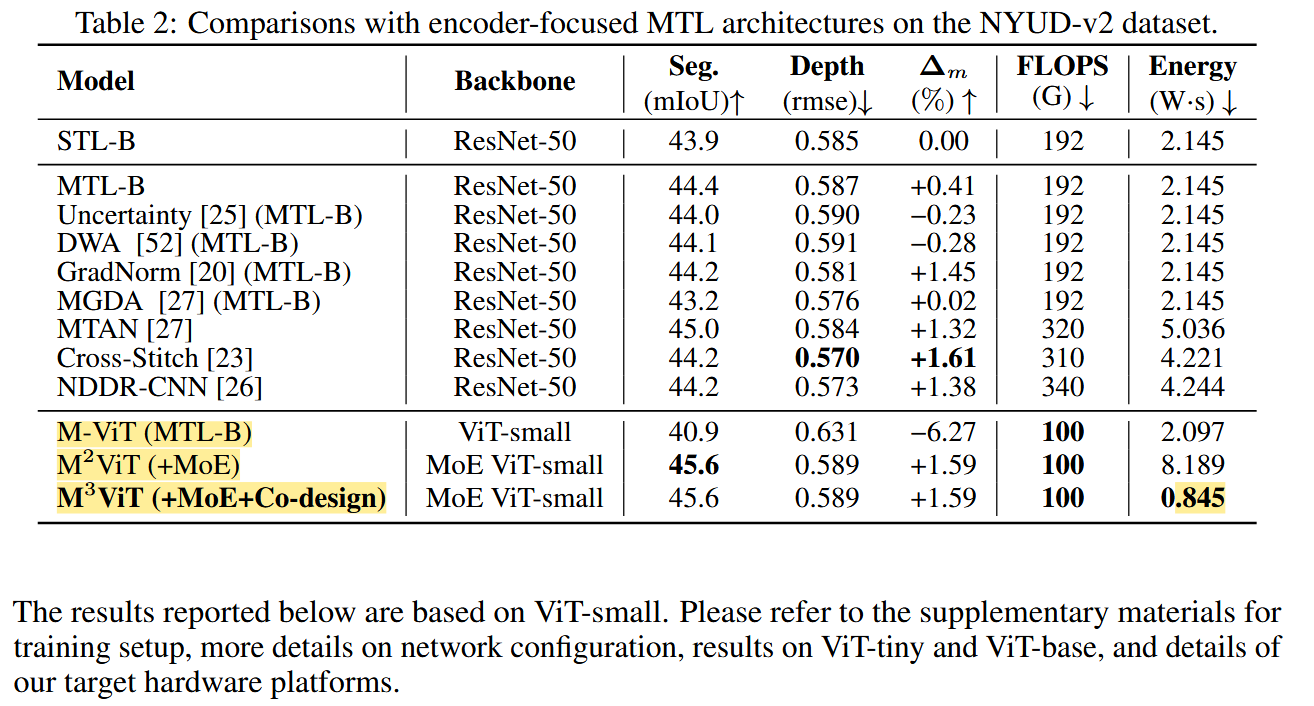 Table 2: Comparisons with encoder-focused MTL architectures on the NYUD-v2 dataset.
Model Backbone Seg. Depth Δm FLOPS Energy
(mIoU)↑ (rmse)↓ (%) ↑ (G) ↓ (W·s) ↓
STL-B ResNet-50 43.9 0.585 0.00 192 2.145
MTL-B ResNet-50 44.4 0.587 +0.41 192 2.145
Uncertainty [25] (MTL-B) ResNet-50 44.0 0.590 −0.23 192 2.145
DWA [52] (MTL-B) ResNet-50 44.1 0.591 −0.28 192 2.145
GradNorm [20] (MTL-B) ResNet-50 44.2 0.581 +1.45 192 2.145
MGDA [27] (MTL-B) ResNet-50 43.2 0.576 +0.02 192 2.145
MTAN [27] ResNet-50 45.0 0.584 +1.32 320 5.036
Cross-Stitch [23] ResNet-50 44.2 0.570 +1.61 310 4.221
NDDR-CNN [26] ResNet-50 44.2 0.573 +1.38 340 4.244
M-ViT (MTL-B) ViT-small 40.9 0.631 −6.27 100 2.097
M²ViT (+MoE) MoE ViT-small 45.6 0.589 +1.59 100 8.189
M³ViT (+MoE+Co-design) MoE ViT-small 45.6 0.589 +1.59 100 0.845
The results reported below are based on ViT-small. Please refer to the supplementary materials for
training setup, more details on network configuration, results on ViT-tiny and ViT-base, and details of
our target hardware platforms.